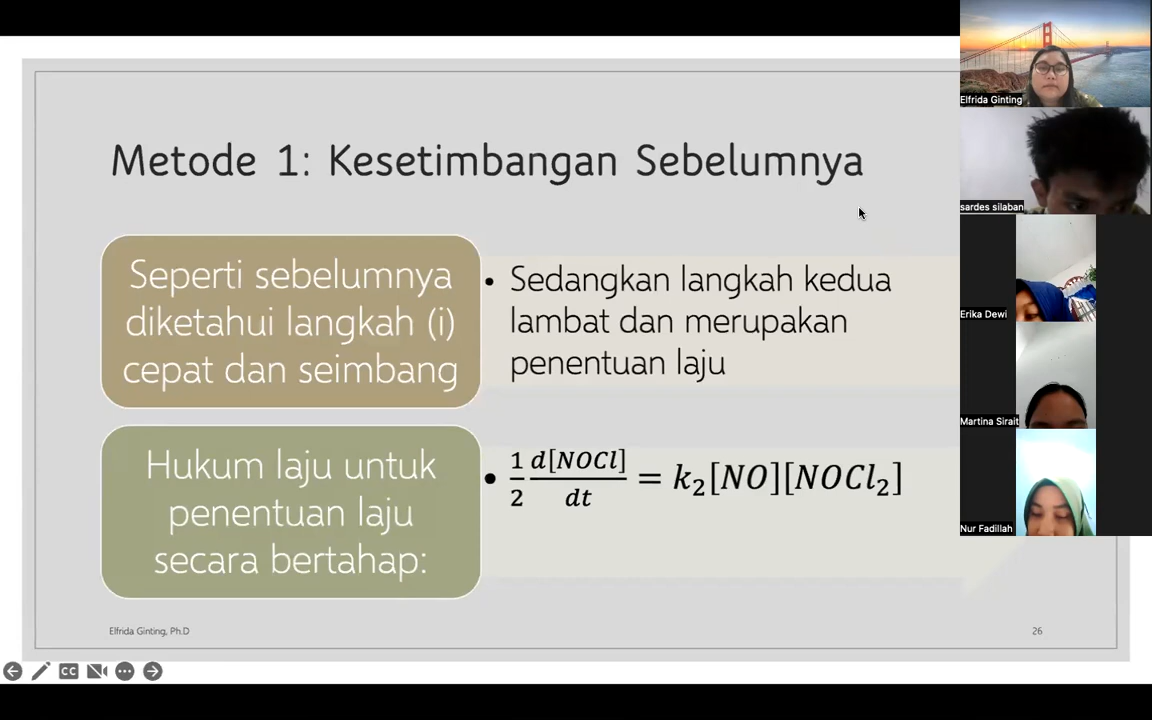 Metode 1: Kesetimbangan Sebelumnya
Seperti sebelumnya
diketahui langkah (i)
cepat dan seimbang
• Sedangkan langkah kedua
lambat dan merupakan
penentuan laju
Hukum laju untuk
penentuan laju
secara bertahap:
• \frac{1}{2}\frac{d[NOCl]}{dt} = k₂[NO][NOCl₂]
Elfrida Ginting, Ph.D
26
CC
Elfrida Ginting
sardes silaban
Erika Dewi
Martina Sirait
Nur Fadillah